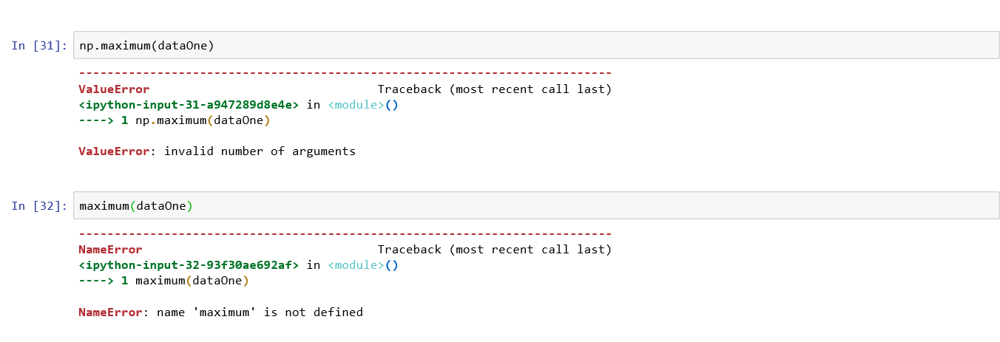 In [31]: np.maximum(dataOne)
---------------------------------------------------------------------------
ValueError                                Traceback (most recent call last)
<ipython-input-31-a947289d8e4e> in <module>()
----> 1 np.maximum(dataOne)
ValueError: invalid number of arguments
In [32]: maximum(dataOne)
---------------------------------------------------------------------------
NameError                                 Traceback (most recent call last)
<ipython-input-32-93f30ae692af> in <module>()
----> 1 maximum(dataOne)
NameError: name 'maximum' is not defined